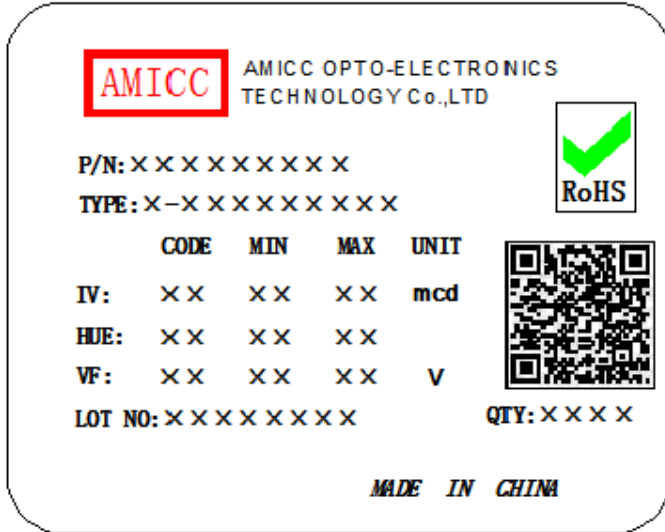 AMICC
AMICC OPTO-ELECTRONICS
TECHNOLOGY Co.,LTD
P/N:×××××××××
RoHS
TYPE:×-×××××××××
CODE MIN MAX UNIT
IV: ×× ×× ×× mcd
HUE: ×× ×× ××
VF: ×× ×× ×× V
LOT NO:×××××××× QTY:××××
MADE IN CHINA